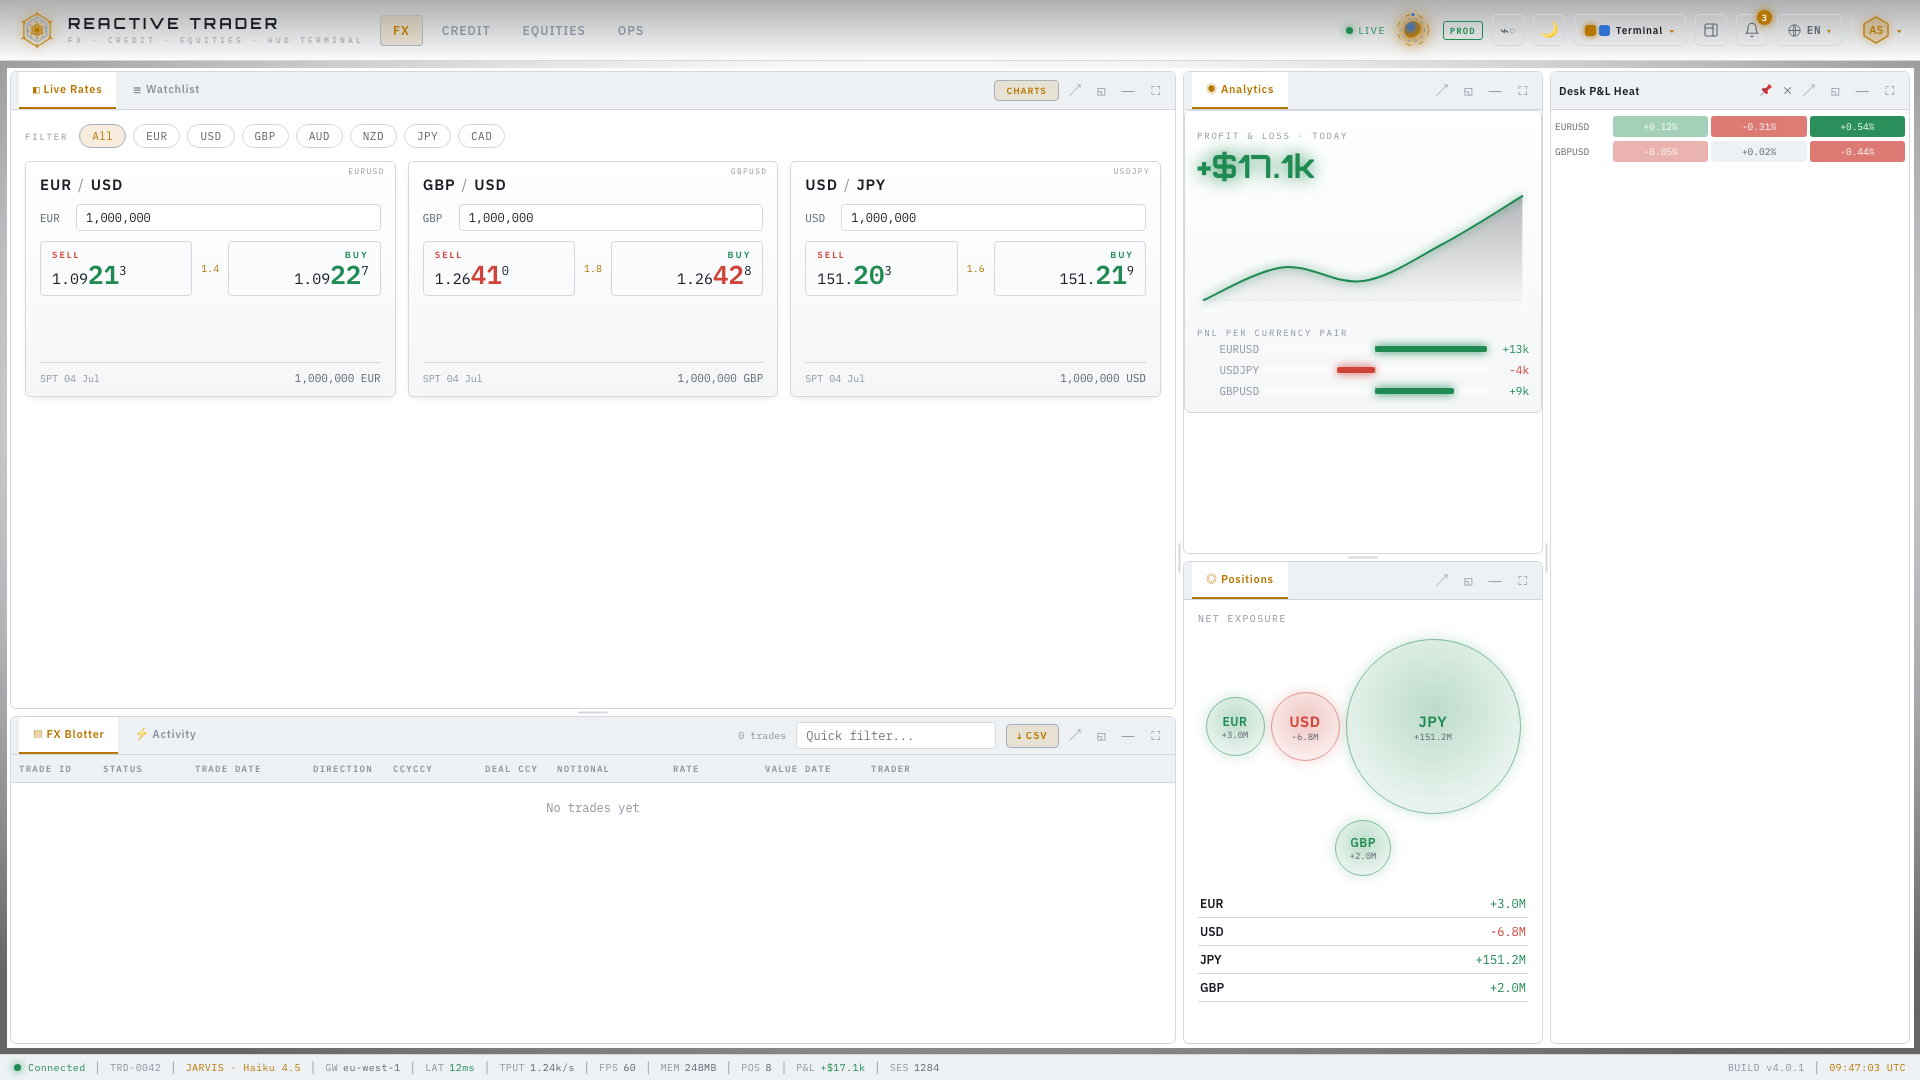 REACTIVE TRADER
FX · CREDIT · EQUITIES · HUD TERMINAL
FX CREDIT EQUITIES OPS
LIVE
PROD
Terminal
3
EN
AS
Live Rates Watchlist
CHARTS
FILTER All EUR USD GBP AUD NZD JPY CAD
EURUSD
EUR / USD
EUR 1,000,000
SELL
1.09213
1.4
BUY
1.09227
SPT 04 Jul 1,000,000 EUR
GBPUSD
GBP / USD
GBP 1,000,000
SELL
1.26410
1.8
BUY
1.26428
SPT 04 Jul 1,000,000 GBP
USDJPY
USD / JPY
USD 1,000,000
SELL
151.203
1.6
BUY
151.219
SPT 04 Jul 1,000,000 USD
FX Blotter Activity
0 trades Quick filter... ↓ CSV
TRADE ID STATUS TRADE DATE DIRECTION CCYCCY DEAL CCY NOTIONAL RATE VALUE DATE TRADER
No trades yet
Analytics
PROFIT & LOSS · TODAY
+$17.1k
PNL PER CURRENCY PAIR
EURUSD +13k
USDJPY -4k
GBPUSD +9k
Positions
NET EXPOSURE
EUR
+3.0M
USD
-6.8M
JPY
+151.2M
GBP
+2.0M
EUR +3.0M
USD -6.8M
JPY +151.2M
GBP +2.0M
Desk P&L Heat
EURUSD +0.12% -0.31% +0.54%
GBPUSD -0.05% +0.02% -0.44%
Connected TRD-0042 JARVIS · Haiku 4.5 GW eu-west-1 LAT 12ms TPUT 1.24k/s FPS 60 MEM 248MB POS 8 P&L +$17.1k SES 1284
BUILD v4.0.1 09:47:03 UTC